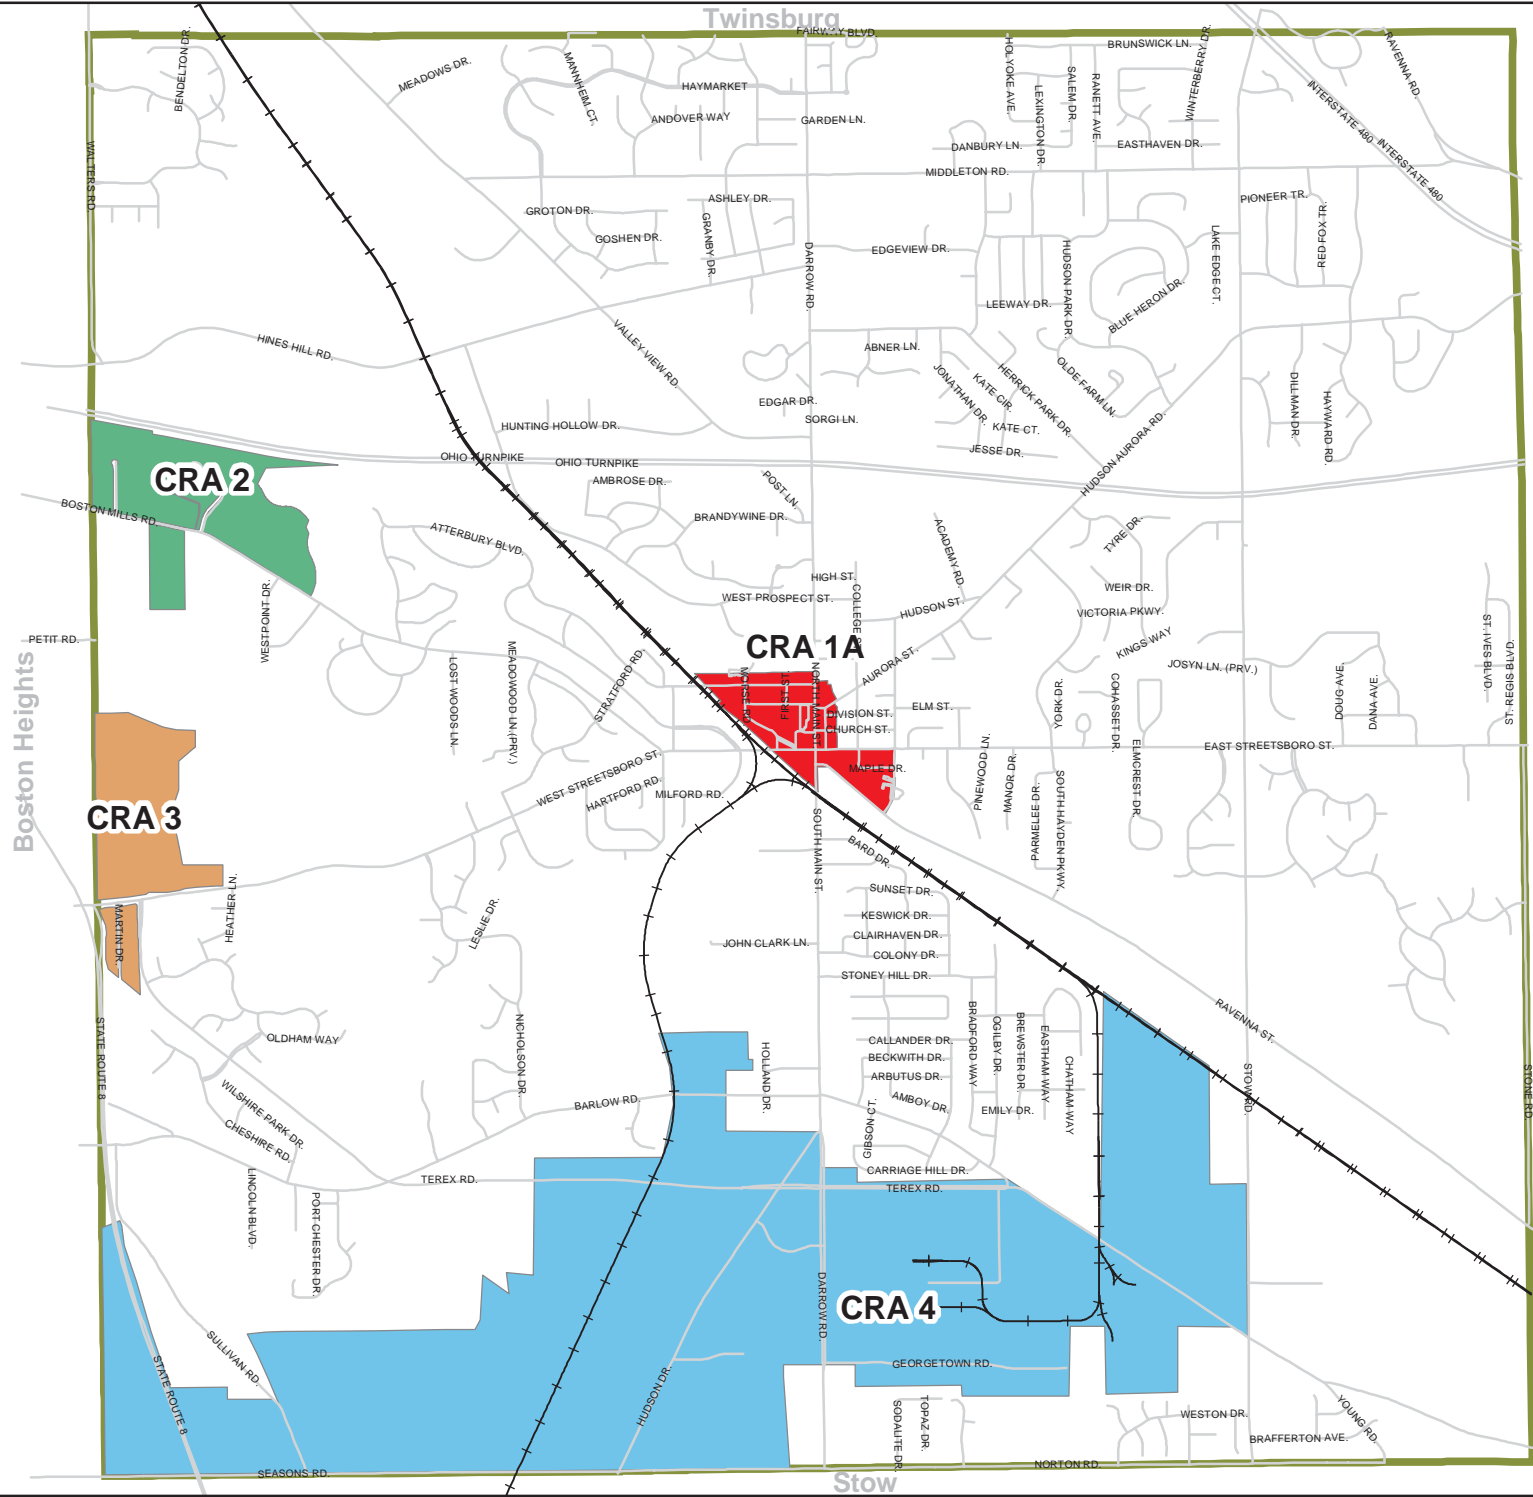 Twinsburg
FAIRWAY BLVD.
BENDELTON DR.
MEADOWS DR.
MANNHEIM CT.
HAYMARKET
ANDOVER WAY
GARDEN LN.
HOLYOKE AVE.
LEXINGTON DR.
SALEM DR.
RANETT AVE.
BRUNSWICK LN.
WINTERBERRY DR.
RAVENNA RD.
INTERSTATE 480
INTERSTATE 480
DANBURY LN.
EASTHAVEN DR.
MIDDLETON RD.
WALTERS RD.
GROTON DR.
ASHLEY DR.
GOSHEN DR.
GRANBY DR.
DARROW RD.
EDGEVIEW DR.
HUDSON PARK DR.
LAKE EDGE CT.
PIONEER TR.
RED FOX TR.
LEEWAY DR.
BLUE HERON DR.
HINES HILL RD.
VALLEY VIEW RD.
ABNER LN.
JONATHAN DR.
KATE CIR.
HERRICK PARK DR.
OLDE FARM LN.
KATE CT.
JESSE DR.
DILLMAN DR.
HAYWARD RD.
EDGAR DR.
SORGI LN.
HUNTING HOLLOW DR.
HUDSON AURORA RD.
OHIO TURNPIKE
OHIO TURNPIKE
CRA 2
AMBROSE DR.
POST LN.
BOSTON MILLS RD.
BRANDYWINE DR.
ATTERBURY BLVD.
ACADEMY RD.
TYRE DR.
HIGH ST.
WEST PROSPECT ST.
COLLEGE ST.
HUDSON ST.
WEIR DR.
VICTORIA PKWY.
WESTPOINT DR.
PETIT RD.
KINGS WAY
JOSYN LN. (PRV.)
ST. IVES BLVD.
ST. REGIS BLVD.
Boston Heights
LOST WOODS LN.
MEADOWOOD LN.(PRV.)
STRATFORD RD.
CRA 1A
AURORA ST.
MORSE RD.
FIRST ST.
NORTH MAIN ST.
DIVISION ST.
CHURCH ST.
ELM ST.
YORK DR.
COHASSET DR.
DOUG AVE.
DANA AVE.
EAST STREETSBORO ST.
WEST STREETSBORO ST.
HARTFORD RD.
MILFORD RD.
MAPLE DR.
PINEWOOD LN.
MANOR DR.
PARMELEE DR.
SOUTH HAYDEN PKWY.
ELMCREST DR.
CRA 3
SOUTH MAIN ST.
BARD DR.
SUNSET DR.
KESWICK DR.
CLAIRHAVEN DR.
COLONY DR.
STONEY HILL DR.
JOHN CLARK LN.
HEATHER LN.
MARTIN DR.
LESLIE DR.
STATE ROUTE 8
OLDHAM WAY
NICHOLSON DR.
HOLLAND DR.
CALLANDER DR.
BECKWITH DR.
ARBUTUS DR.
AMBOY DR.
GIBSON CT.
BRADFORD WAY
OGILBY DR.
BREWSTER DR.
EASTHAM WAY
CHATHAM WAY
EMILY DR.
RAVENNA ST.
STOW RD.
STONE RD.
WILSHIRE PARK DR.
CHESHIRE RD.
BARLOW RD.
CARRIAGE HILL DR.
TEREX RD.
TEREX RD.
LINCOLN BLVD.
PORT CHESTER DR.
DARROW RD.
CRA 4
SULLIVAN RD.
STATE ROUTE 8
HUDSON DR.
GEORGETOWN RD.
SODALITE DR.
TOPAZ DR.
WESTON DR.
BRAFFERTON AVE.
YOUNG RD.
NORTON RD.
SEASONS RD.
Stow